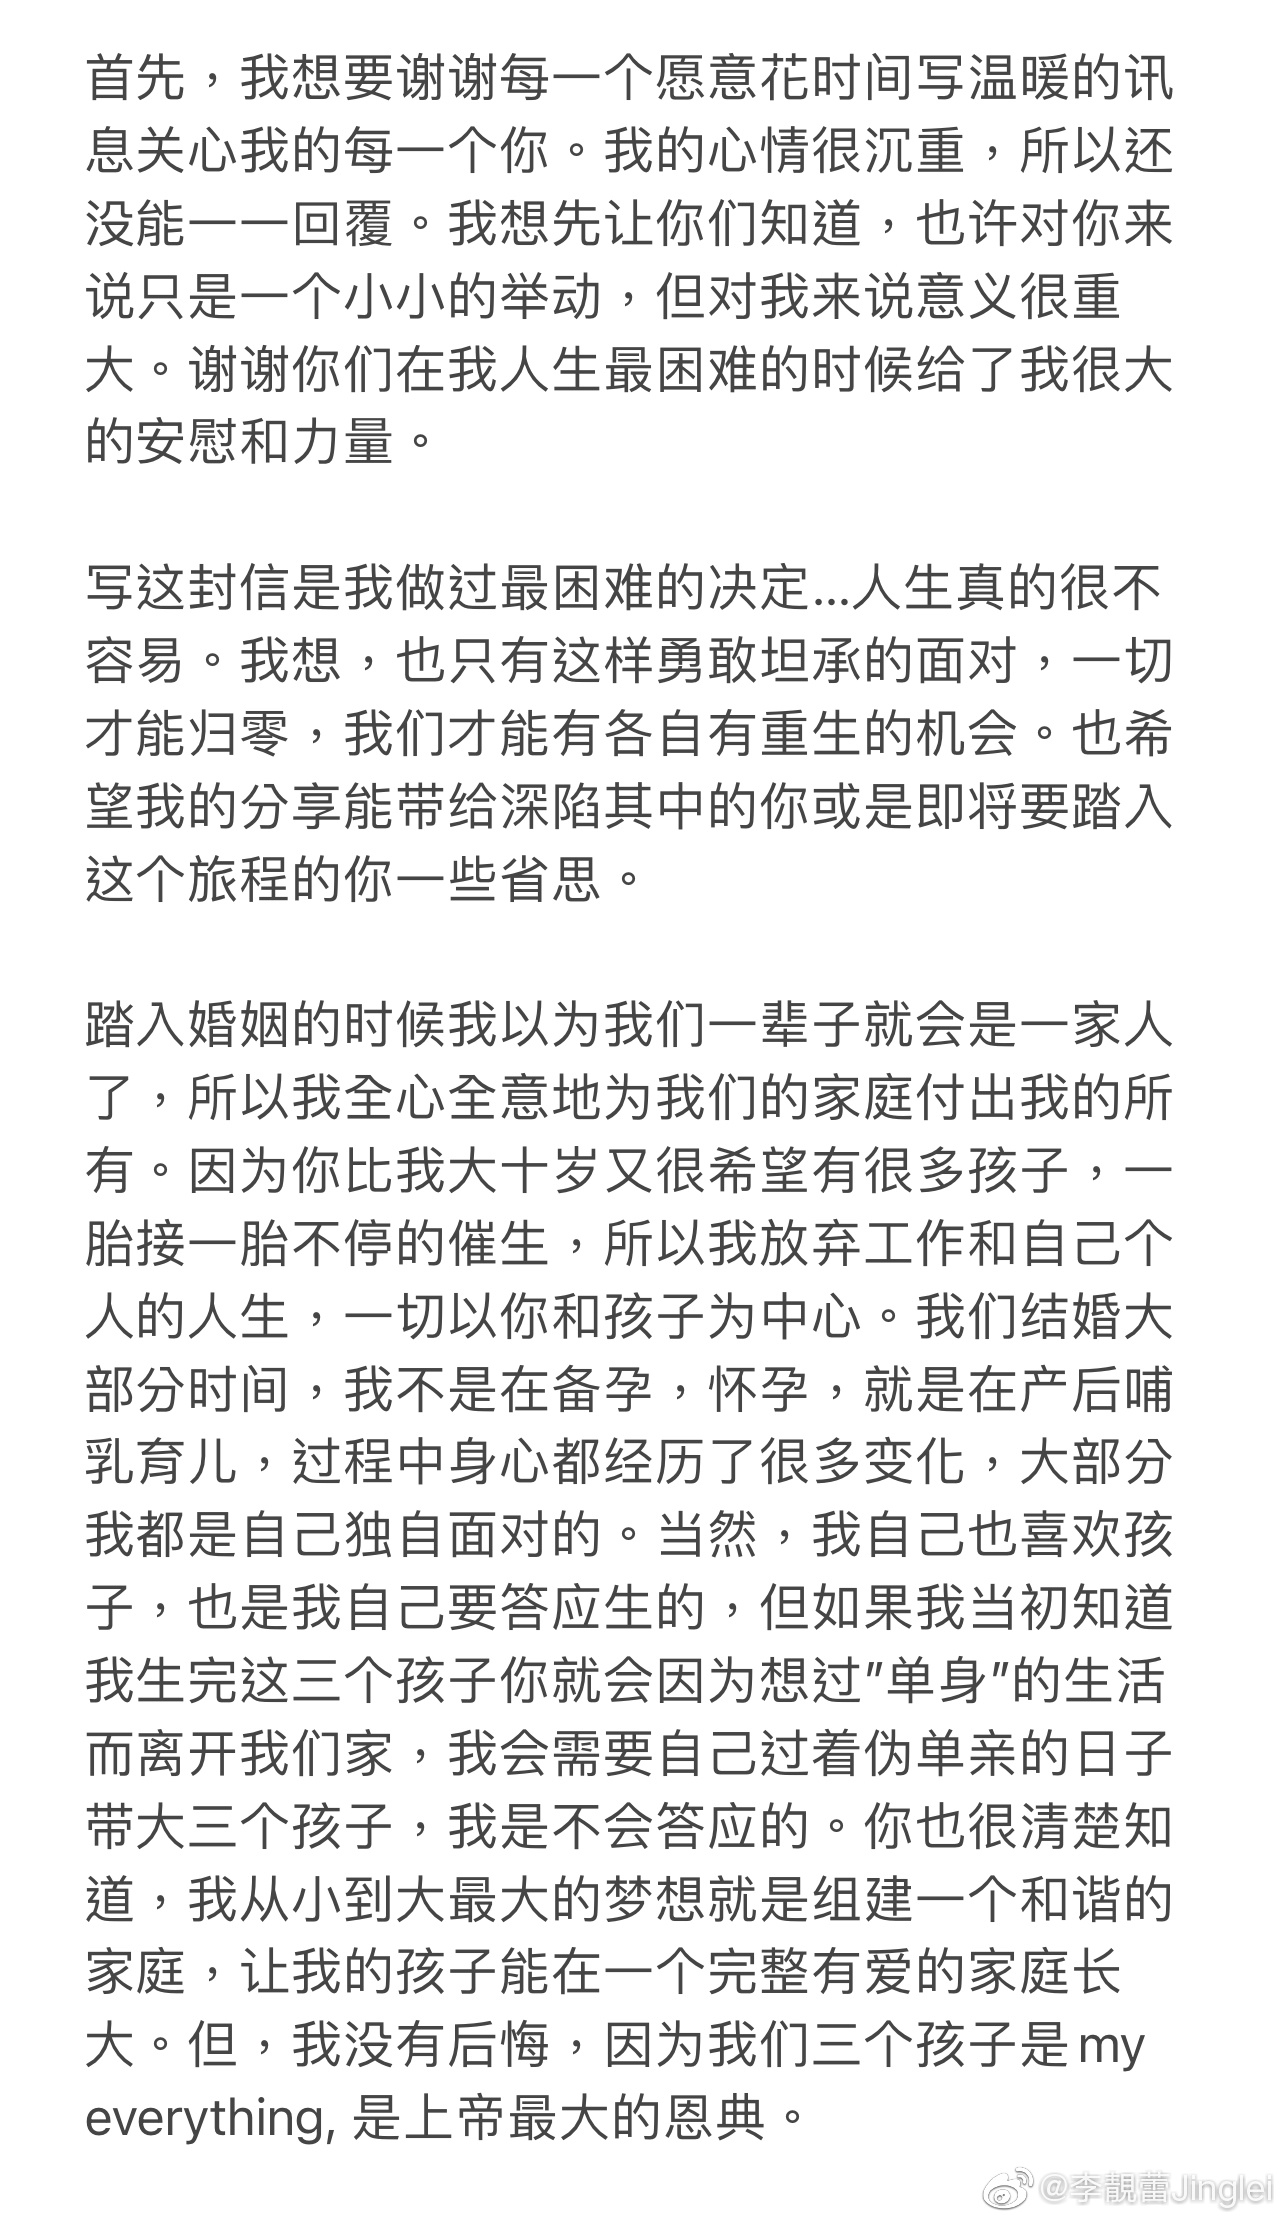 首先，我想要谢谢每一个愿意花时间写温暖的讯
息关心我的每一个你。我的心情很沉重，所以还
没能一一回覆。我想先让你们知道，也许对你来
说只是一个小小的举动，但对我来说意义很重
大。谢谢你们在我人生最困难的时候给了我很大
的安慰和力量。
写这封信是我做过最困难的决定...人生真的很不
容易。我想，也只有这样勇敢坦承的面对，一切
才能归零，我们才能有各自有重生的机会。也希
望我的分享能带给深陷其中的你或是即将要踏入
这个旅程的你一些省思。
踏入婚姻的时候我以为我们一辈子就会是一家人
了，所以我全心全意地为我们的家庭付出我的所
有。因为你比我大十岁又很希望有很多孩子，一
胎接一胎不停的催生，所以我放弃工作和自己个
人的人生，一切以你和孩子为中心。我们结婚大
部分时间，我不是在备孕，怀孕，就是在产后哺
乳育儿，过程中身心都经历了很多变化，大部分
我都是自己独自面对的。当然，我自己也喜欢孩
子，也是我自己要答应生的，但如果我当初知道
我生完这三个孩子你就会因为想过"单身"的生活
而离开我们家，我会需要自己过着伪单亲的日子
带大三个孩子，我是不会答应的。你也很清楚知
道，我从小到大最大的梦想就是组建一个和谐的
家庭，让我的孩子能在一个完整有爱的家庭长
大。但，我没有后悔，因为我们三个孩子是my
everything, 是上帝最大的恩典。
@李靚蕾Jinglei